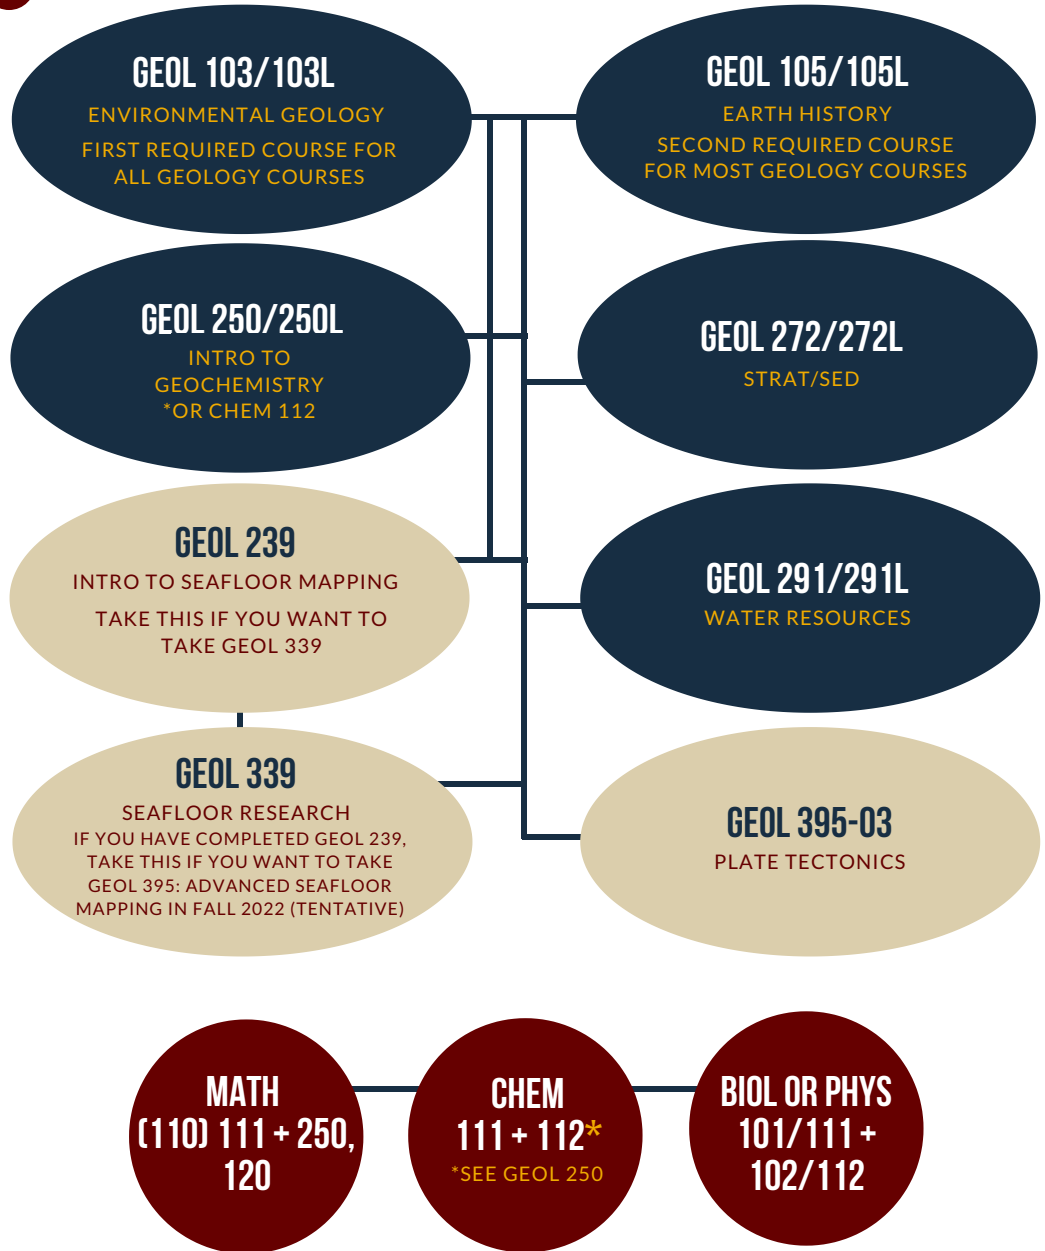 GEOL 103/103L
ENVIRONMENTAL GEOLOGY
FIRST REQUIRED COURSE FOR
ALL GEOLOGY COURSES
GEOL 105/105L
EARTH HISTORY
SECOND REQUIRED COURSE
FOR MOST GEOLOGY COURSES
GEOL 250/250L
INTRO TO
GEOCHEMISTRY
*OR CHEM 112
GEOL 272/272L
STRAT/SED
GEOL 239
INTRO TO SEAFLOOR MAPPING
TAKE THIS IF YOU WANT TO
TAKE GEOL 339
GEOL 291/291L
WATER RESOURCES
GEOL 339
SEAFLOOR RESEARCH
IF YOU HAVE COMPLETED GEOL 239,
TAKE THIS IF YOU WANT TO TAKE
GEOL 395: ADVANCED SEAFLOOR
MAPPING IN FALL 2022 (TENTATIVE)
GEOL 395-03
PLATE TECTONICS
MATH
(110) 111 + 250,
120
CHEM
111 + 112*
*SEE GEOL 250
BIOL OR PHYS
101/111 +
102/112